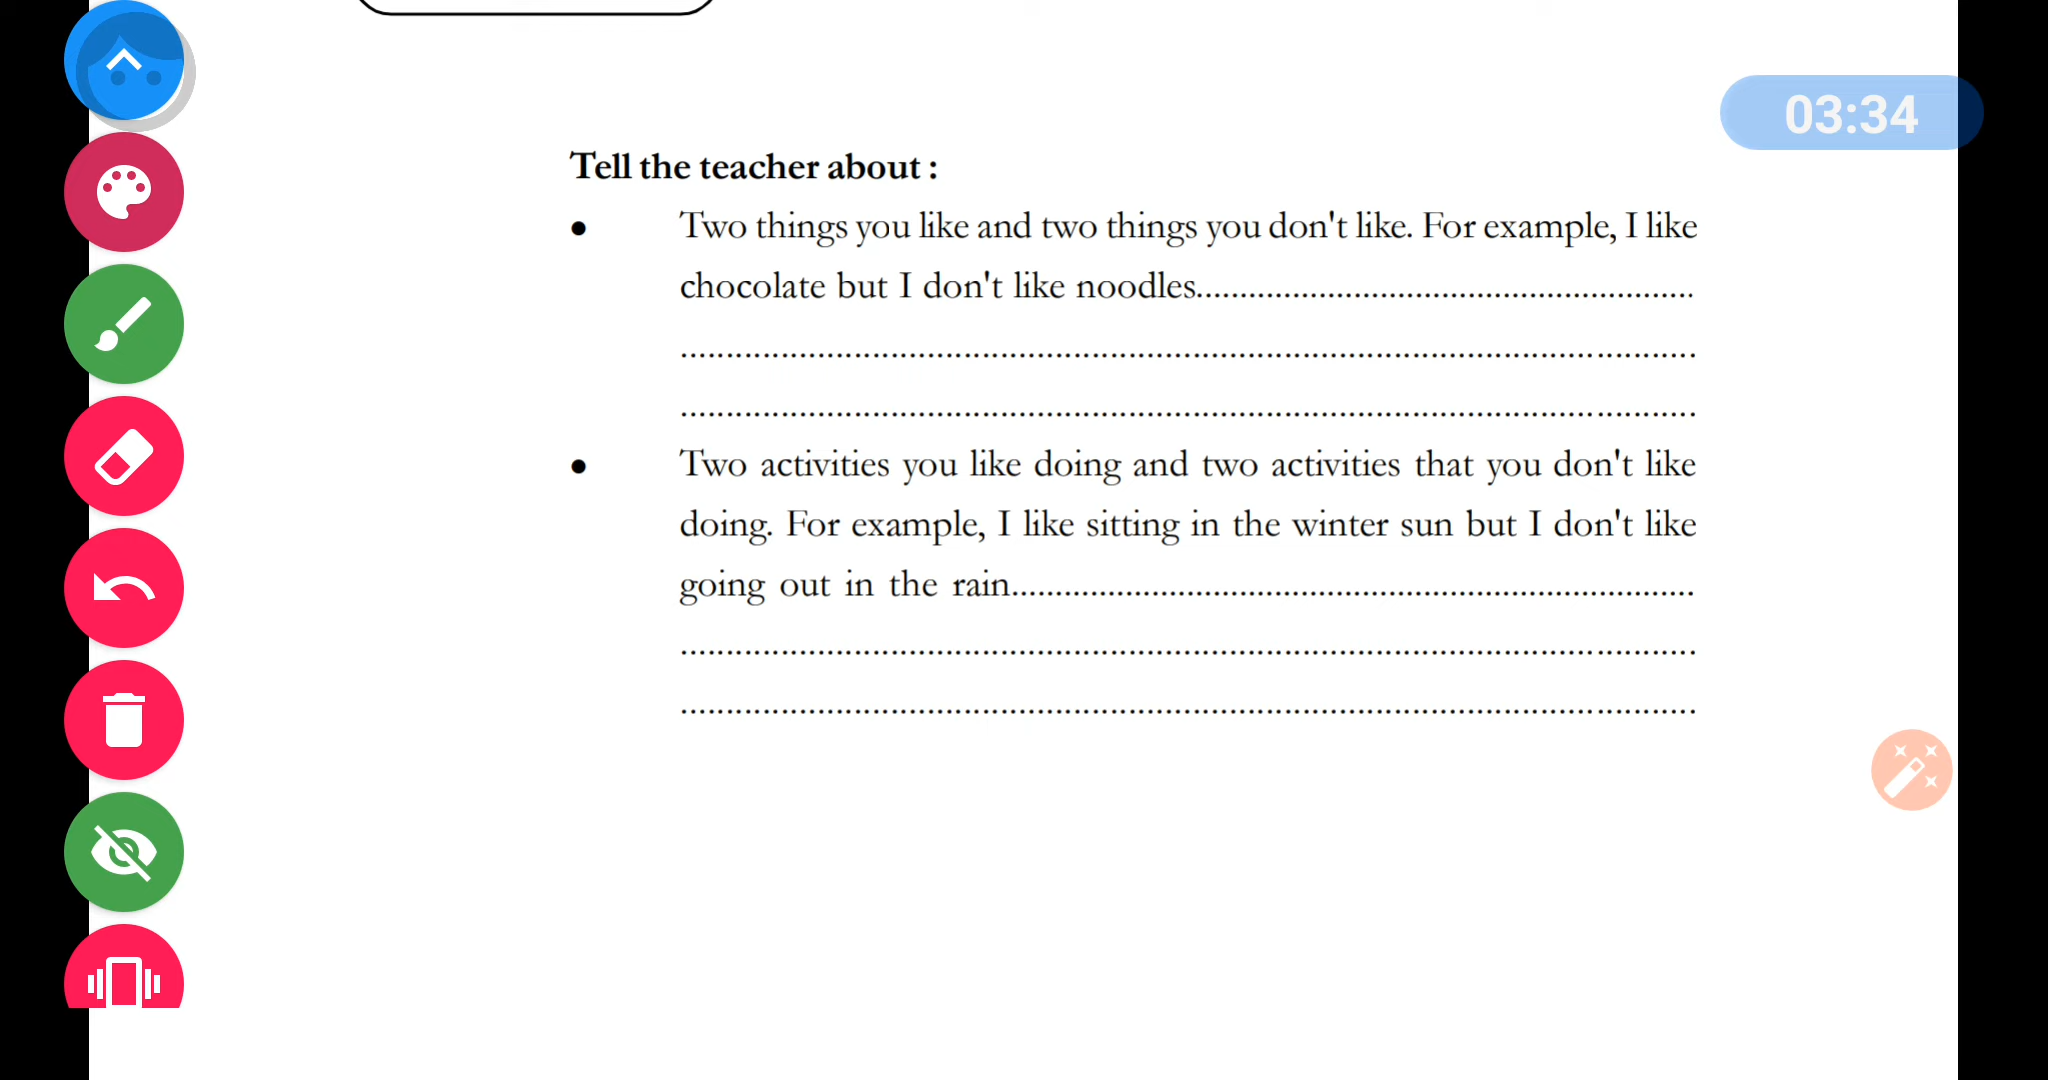 03:34
Tell the teacher about :
● Two things you like and two things you don't like. For example, I like
chocolate but I don't like noodles......................................................
................................................................................................................
................................................................................................................
● Two activities you like doing and two activities that you don't like
doing. For example, I like sitting in the winter sun but I don't like
going out in the rain...........................................................................
................................................................................................................
................................................................................................................